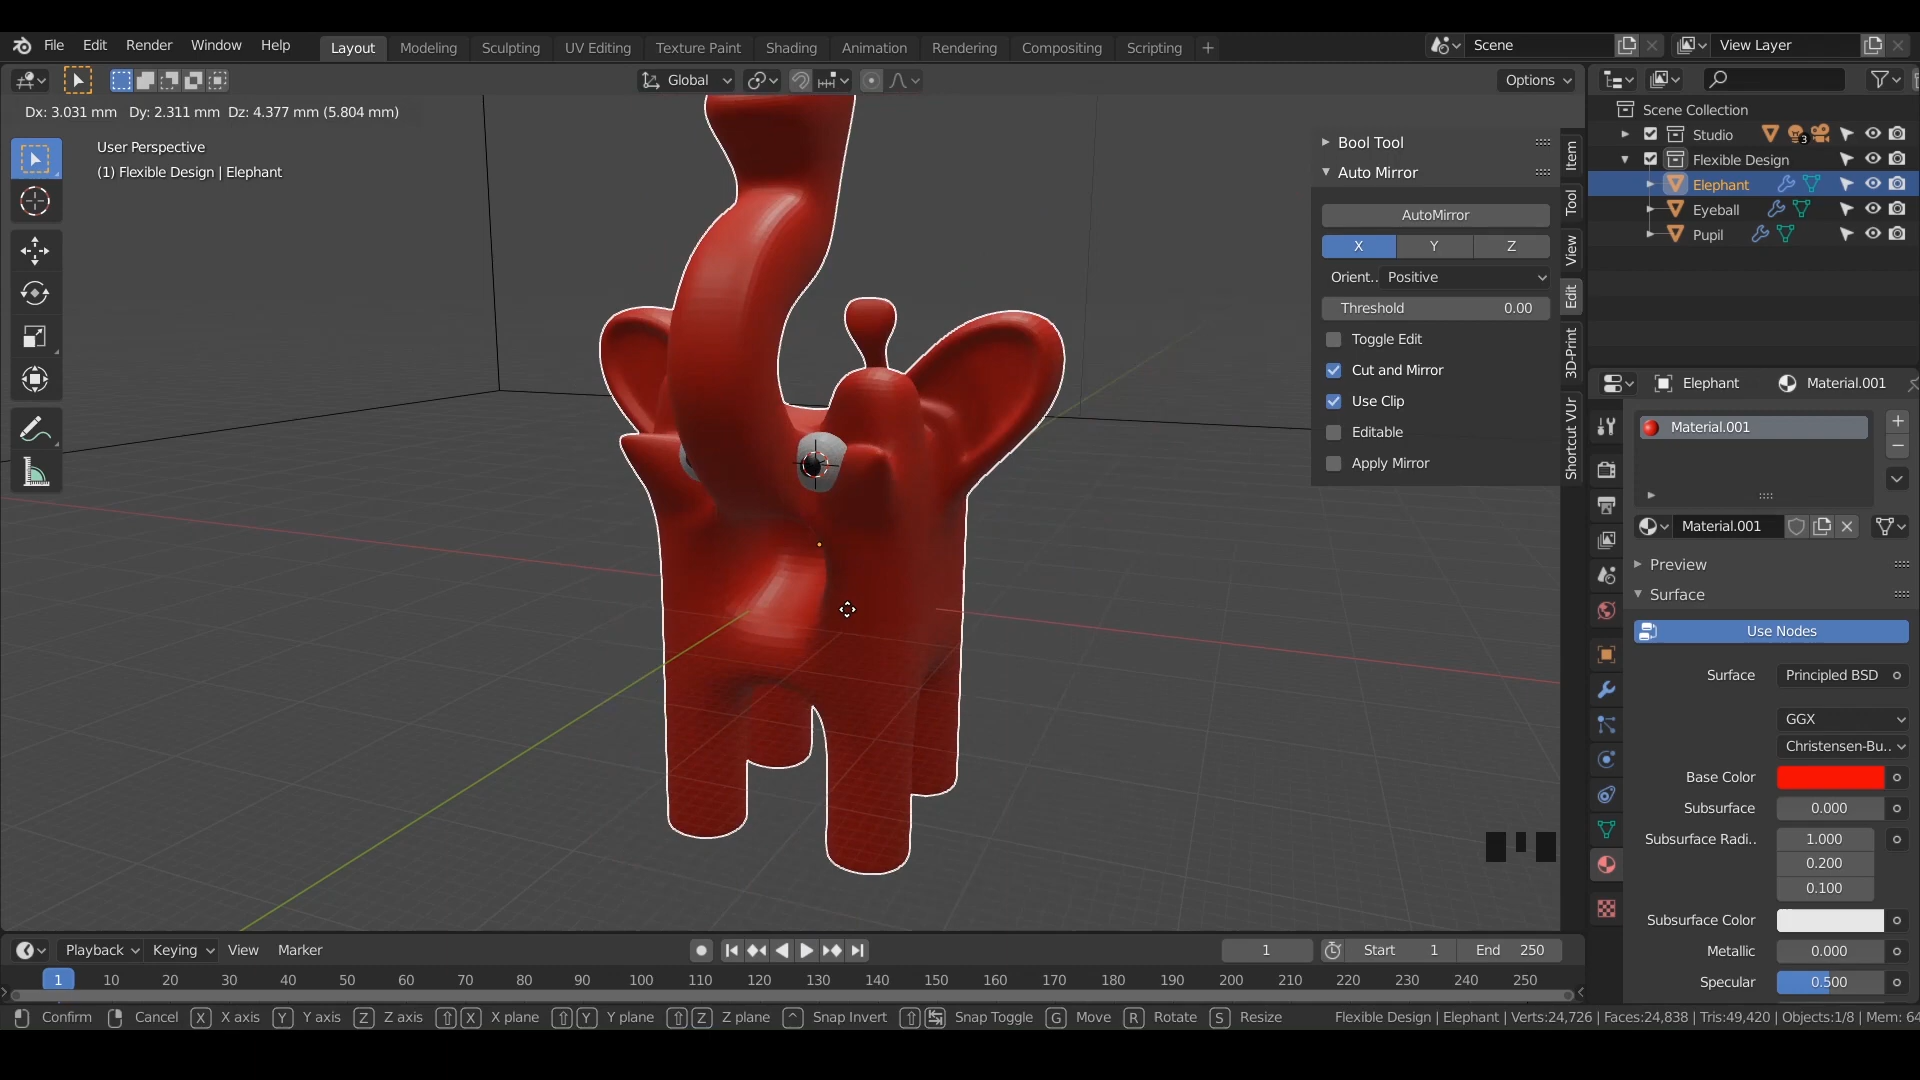 File Edit Render Window Help
Layout Modeling Sculpting UV Editing Texture Paint Shading Animation Rendering Compositing Scripting +
Scene
View Layer
Global
Options
Dx: 3.031 mm Dy: 2.311 mm Dz: 4.377 mm (5.804 mm)
User Perspective
(1) Flexible Design | Elephant
Bool Tool
Auto Mirror
AutoMirror
X Y Z
Orient.. Positive
Threshold 0.00
Toggle Edit
Cut and Mirror
Use Clip
Editable
Apply Mirror
Item
Tool
View
Edit
3D-Print
Shortcut VUr
Scene Collection
Studio 3
Flexible Design
Elephant
Eyeball
Pupil
Elephant Material.001
Material.001
Material.001
Preview
Surface
Use Nodes
Surface Principled BSD
GGX
Christensen-Bu..
Base Color
Subsurface 0.000
Subsurface Radi.. 1.000
0.200
0.100
Subsurface Color
Metallic 0.000
Specular 0.500
Playback Keying View Marker
1 Start 1 End 250
1 10 20 30 40 50 60 70 80 90 100 110 120 130 140 150 160 170 180 190 200 210 220 230 240 250
Confirm Cancel X X axis Y Y axis Z Z axis X X plane Y Y plane Z Z plane ^ Snap Invert Snap Toggle G Move R Rotate S Resize
Flexible Design | Elephant | Verts:24,726 | Faces:24,838 | Tris:49,420 | Objects:1/8 | Mem: 64